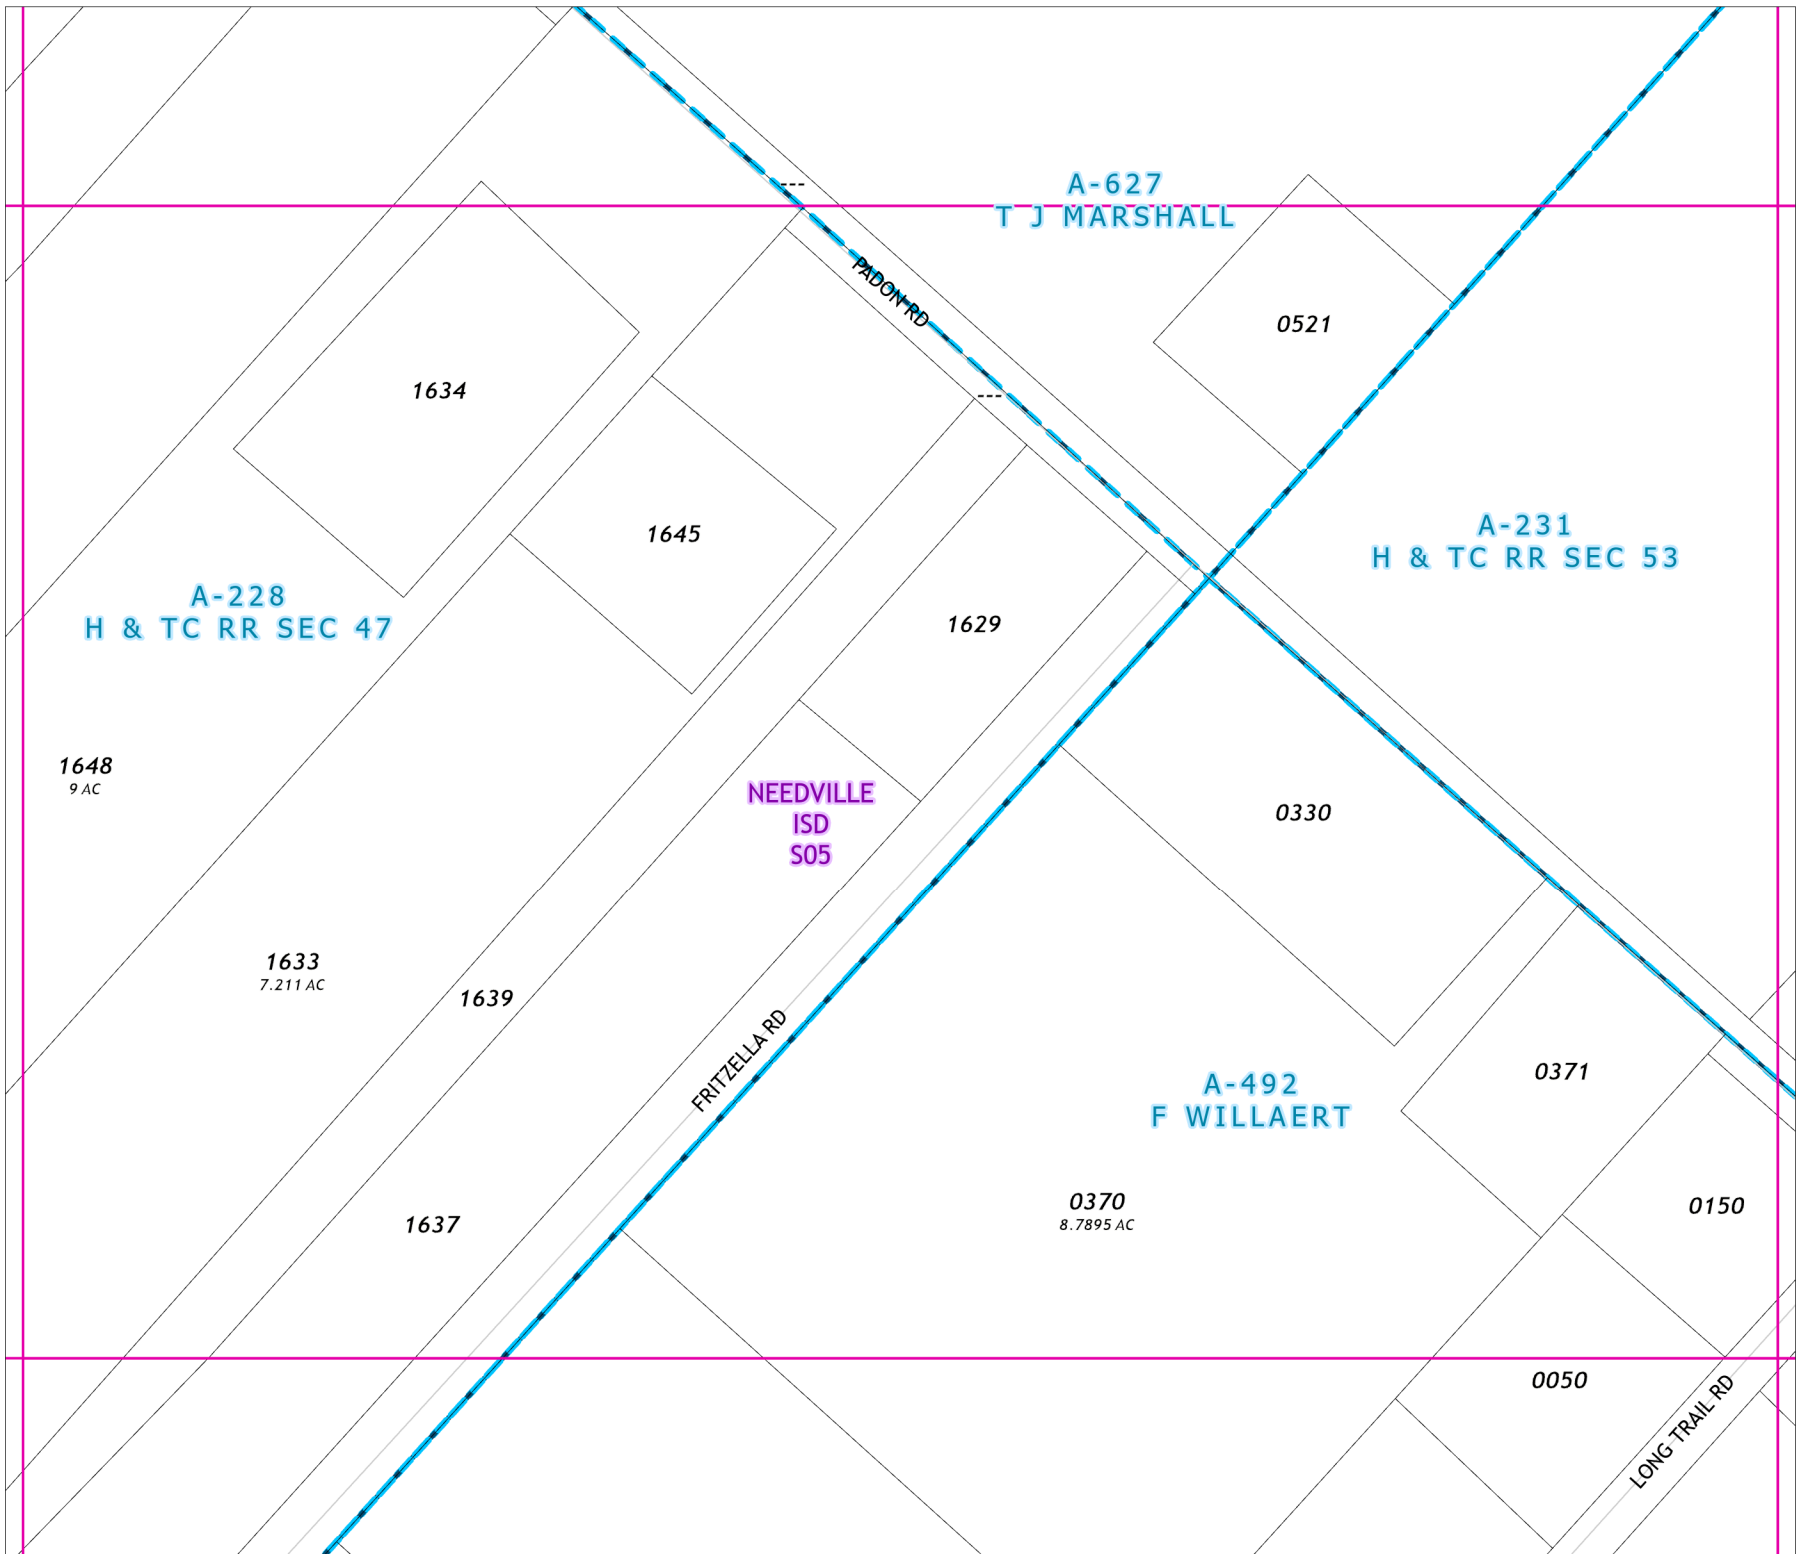 A-627
T J MARSHALL
PADON RD
0521
1634
1645
A-231
H & TC RR SEC 53
A-228
H & TC RR SEC 47
1629
1648
9 AC
NEEDVILLE
ISD
S05
0330
1633
7.211 AC
1639
FRITZELLA RD
0371
A-492
F WILLAERT
0370
8.7895 AC
0150
1637
0050
LONG TRAIL RD